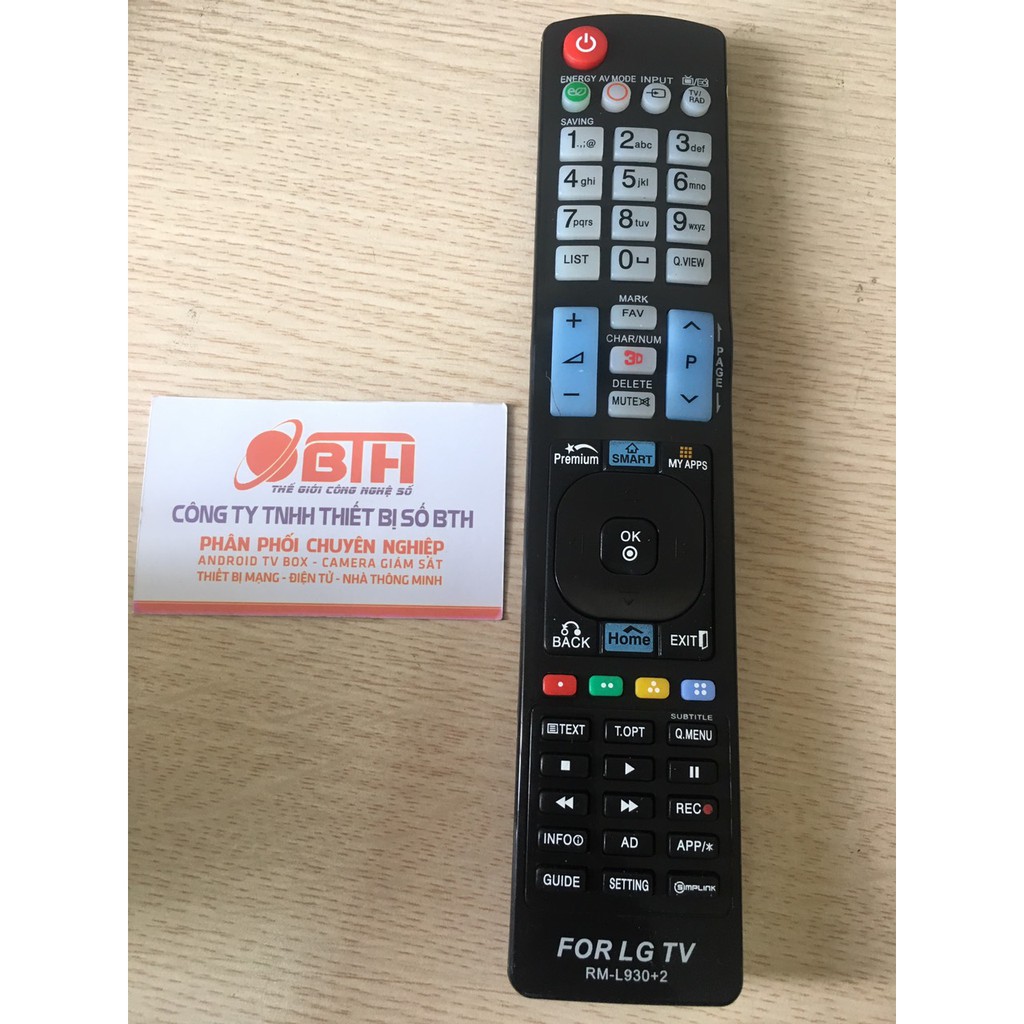 BTH
THẾ GIỚI CÔNG NGHỆ SỐ
CÔNG TY TNHH THIẾT BỊ SỐ BTH
PHÂN PHỐI CHUYÊN NGHIỆP
ANDROID TV BOX - CAMERA GIÁM SÁT
THIẾT BỊ MẠNG - ĐIỆN TỬ - NHÀ THÔNG MINH
ENERGY AV MODE INPUT
TV/
RAD
SAVING
1.,;@ 2abc 3def
4ghi 5jkl 6mno
7pqrs 8tuv 9wxyz
LIST 0 Q.VIEW
MARK
+ FAV
CHAR/NUM
3D P PAGE
DELETE
− MUTE
Premium SMART MY APPS
OK
BACK Home EXIT
SUBTITLE
TEXT T.OPT Q.MENU
REC
INFO AD APP/*
GUIDE SETTING SIMPLINK
FOR LG TV
RM-L930+2